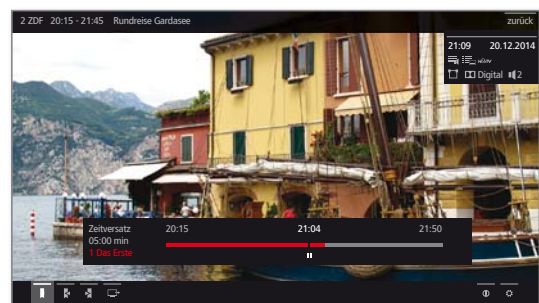 2 ZDF 20:15 - 21:45 Rundreise Gardasee
zurück
21:09 20.12.2014
Digital 2
Zeitversatz 20:15 21:04 21:50
05:00 min
1 Das Erste